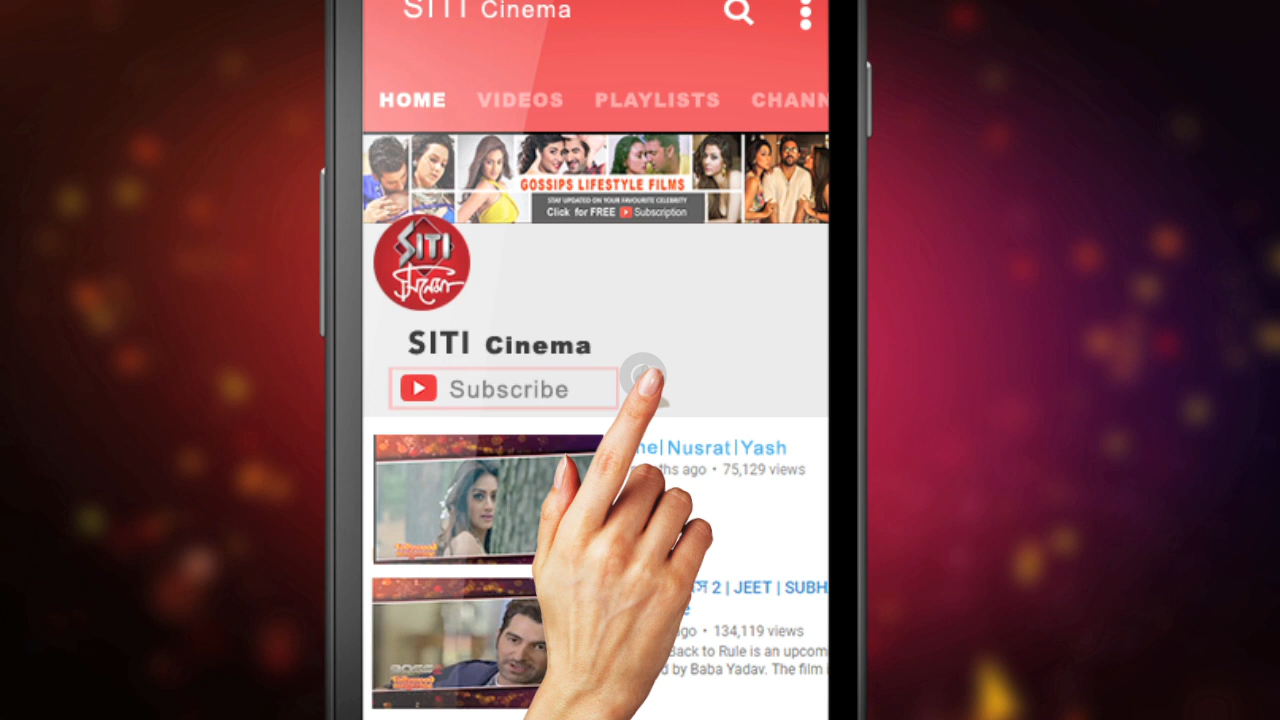 SITI Cinema
HOME VIDEOS PLAYLISTS CHANN
GOSSIPS LIFESTYLE FILMS
STAY UPDATED ON YOUR FAVOURITE CELEBRITY
Click for FREE Subscription
SITI
সিনেমা
SITI Cinema
Subscribe
ne|Nusrat|Yash
ths ago • 75,129 views
2 | JEET | SUBH
e
ago • 134,119 views
Back to Rule is an upcom
d by Baba Yadav. The film
BOSS 2